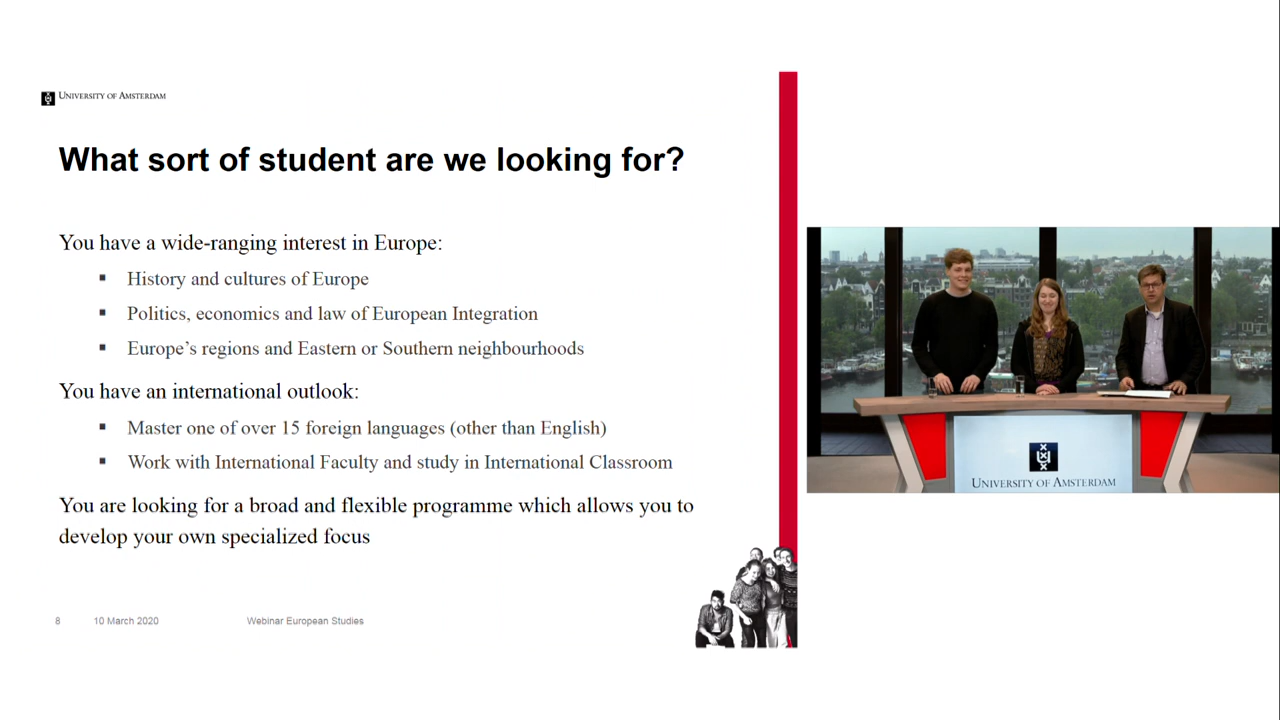 UNIVERSITY OF AMSTERDAM
What sort of student are we looking for?
You have a wide-ranging interest in Europe:
▪ History and cultures of Europe
▪ Politics, economics and law of European Integration
▪ Europe's regions and Eastern or Southern neighbourhoods
You have an international outlook:
▪ Master one of over 15 foreign languages (other than English)
▪ Work with International Faculty and study in International Classroom
You are looking for a broad and flexible programme which allows you to
develop your own specialized focus
8 10 March 2020 Webinar European Studies
UNIVERSITY OF AMSTERDAM